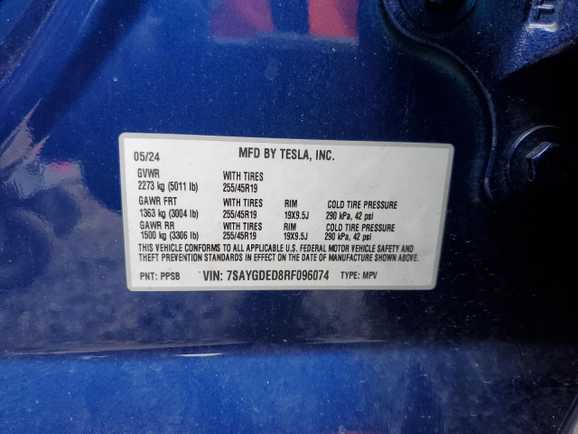 05/24 MFD BY TESLA, INC.
GVWR WITH TIRES
2273 kg (5011 lb) 255/45R19
GAWR FRT WITH TIRES RIM COLD TIRE PRESSURE
1363 kg (3004 lb) 255/45R19 19X9.5J 290 kPa, 42 psi
GAWR RR WITH TIRES RIM COLD TIRE PRESSURE
1500 kg (3306 lb) 255/45R19 19X9.5J 290 kPa, 42 psi
THIS VEHICLE CONFORMS TO ALL APPLICABLE U.S. FEDERAL MOTOR VEHICLE SAFETY AND
THEFT PREVENTION STANDARDS IN EFFECT ON THE DATE OF MANUFACTURE SHOWN ABOVE.
PNT: PPSB VIN: 7SAYGDED8RF096074 TYPE: MPV